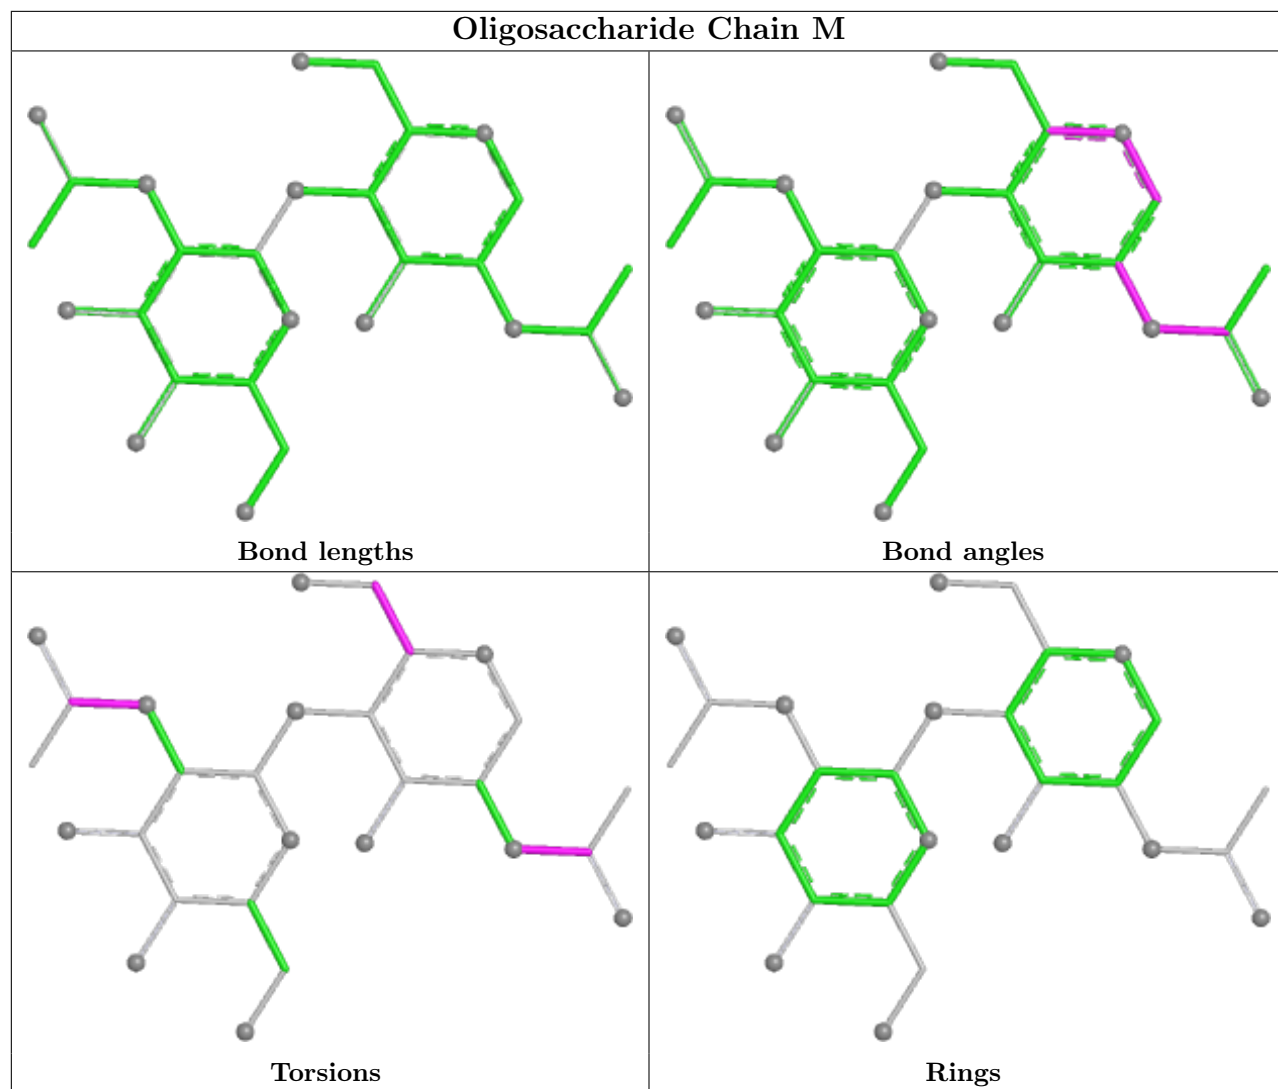 Oligosaccharide Chain M
Bond lengths
Bond angles
Torsions
Rings